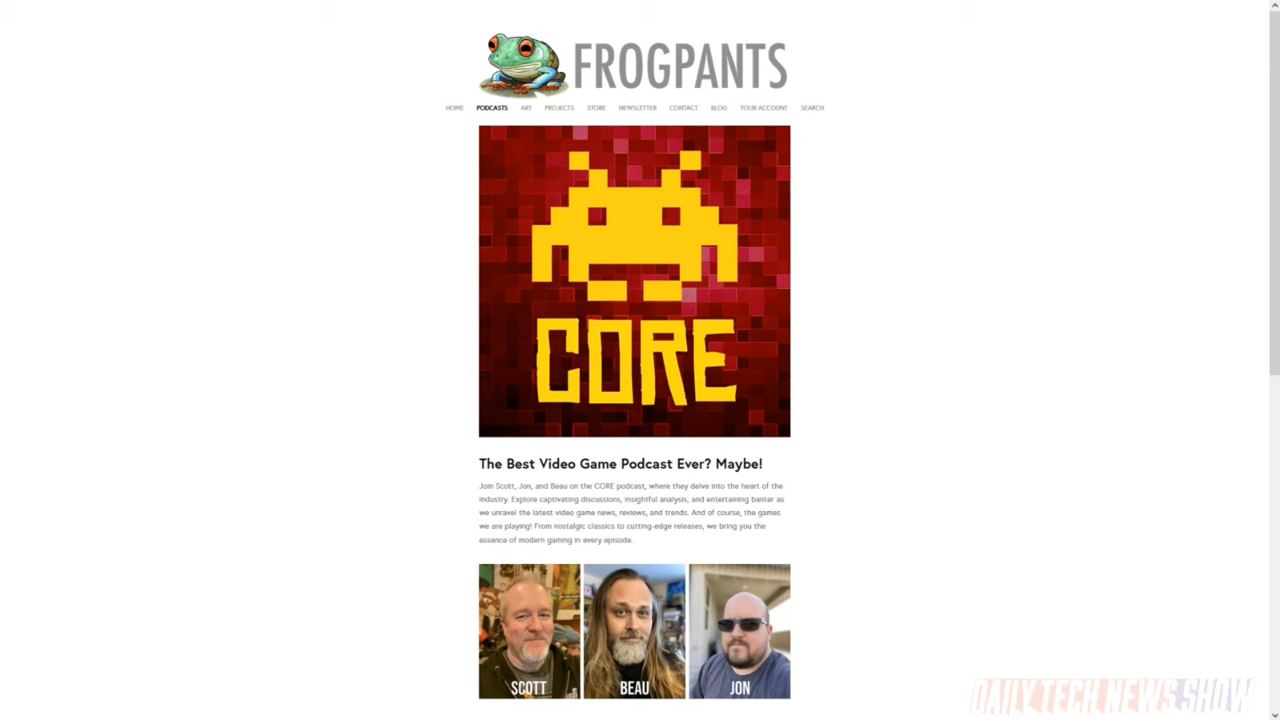 FROGPANTS
HOME PODCASTS ART PROJECTS STORE NEWSLETTER CONTACT BLOG YOUR ACCOUNT SEARCH
CORE
The Best Video Game Podcast Ever? Maybe!
Join Scott, Jon, and Beau on the CORE podcast, where they delve into the heart of the
industry. Explore captivating discussions, insightful analysis, and entertaining banter as
we unravel the latest video game news, reviews, and trends. And of course, the games
we are playing! From nostalgic classics to cutting-edge releases, we bring you the
essence of modern gaming in every episode.
SCOTT BEAU JON
DAILY TECH NEWS SHOW